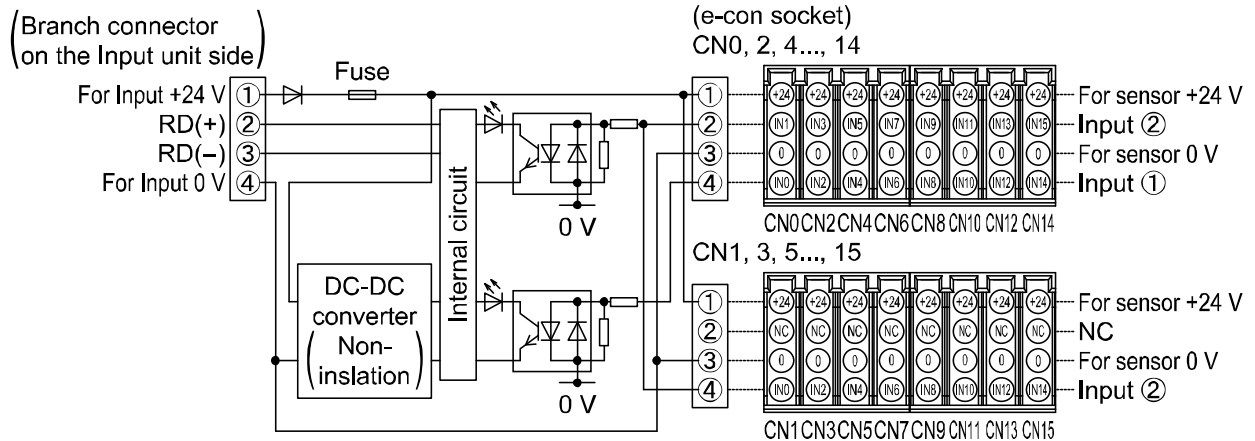 (Branch connector
on the Input unit side)
For Input +24 V ①
RD(+) ②
RD(−) ③
For Input 0 V ④
Fuse
Internal circuit
DC-DC
converter
(Non-
inslation)
0 V
0 V
(e-con socket)
CN0, 2, 4..., 14
① +24 +24 +24 +24 +24 +24 +24 +24 For sensor +24 V
② IN1 IN3 IN5 IN7 IN9 IN11 IN13 IN15 Input ②
③ 0 0 0 0 0 0 0 0 For sensor 0 V
④ IN0 IN2 IN4 IN6 IN8 IN10 IN12 IN14 Input ①
CN0 CN2 CN4 CN6 CN8 CN10 CN12 CN14
CN1, 3, 5..., 15
① +24 +24 +24 +24 +24 +24 +24 +24 For sensor +24 V
② NC NC NC NC NC NC NC NC NC
③ 0 0 0 0 0 0 0 0 For sensor 0 V
④ IN0 IN2 IN4 IN6 IN8 IN10 IN12 IN14 Input ②
CN1 CN3 CN5 CN7 CN9 CN11 CN13 CN15